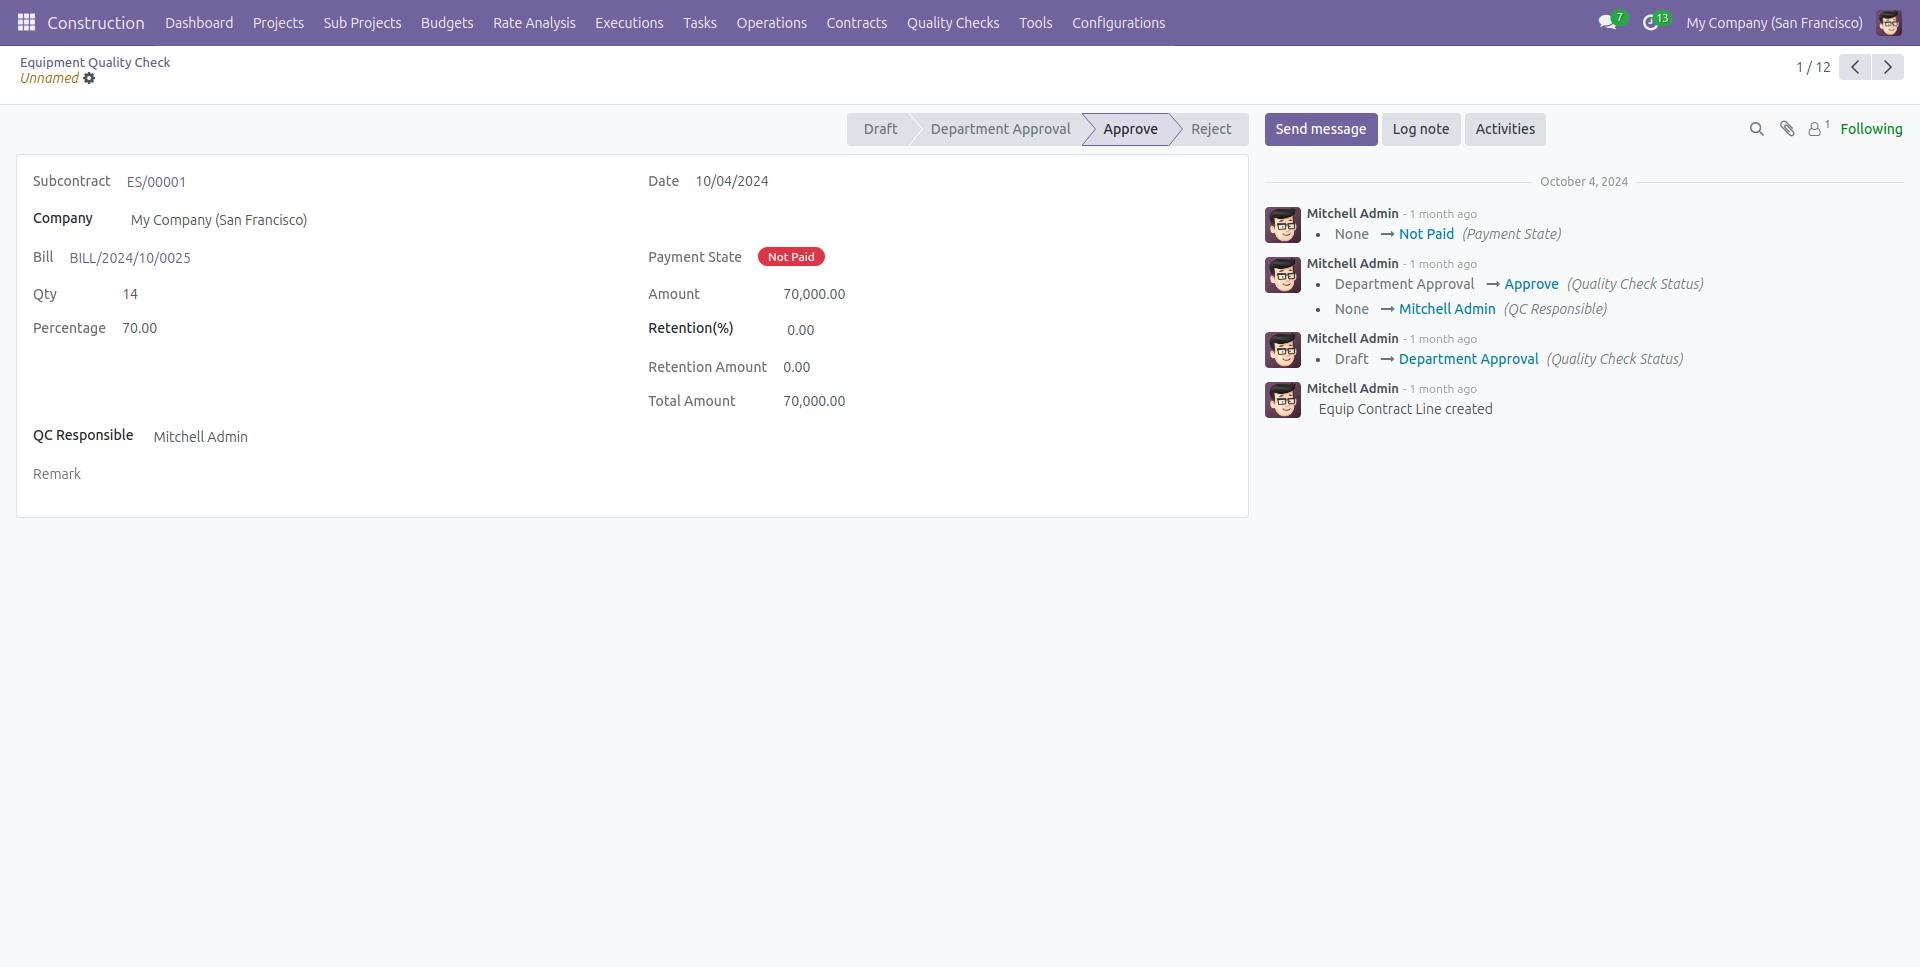 Construction Dashboard Projects Sub Projects Budgets Rate Analysis Executions Tasks Operations Contracts Quality Checks Tools Configurations 7 13 My Company (San Francisco)
Equipment Quality Check
Unnamed
1 / 12
Draft Department Approval Approve Reject
Send message Log note Activities 1 Following
Subcontract ES/00001 Date 10/04/2024
Company My Company (San Francisco)
Bill BILL/2024/10/0025 Payment State Not Paid
Qty 14 Amount 70,000.00
Percentage 70.00 Retention(%) 0.00
Retention Amount 0.00
Total Amount 70,000.00
QC Responsible Mitchell Admin
Remark
October 4, 2024
Mitchell Admin - 1 month ago
• None → Not Paid (Payment State)
Mitchell Admin - 1 month ago
• Department Approval → Approve (Quality Check Status)
• None → Mitchell Admin (QC Responsible)
Mitchell Admin - 1 month ago
• Draft → Department Approval (Quality Check Status)
Mitchell Admin - 1 month ago
Equip Contract Line created